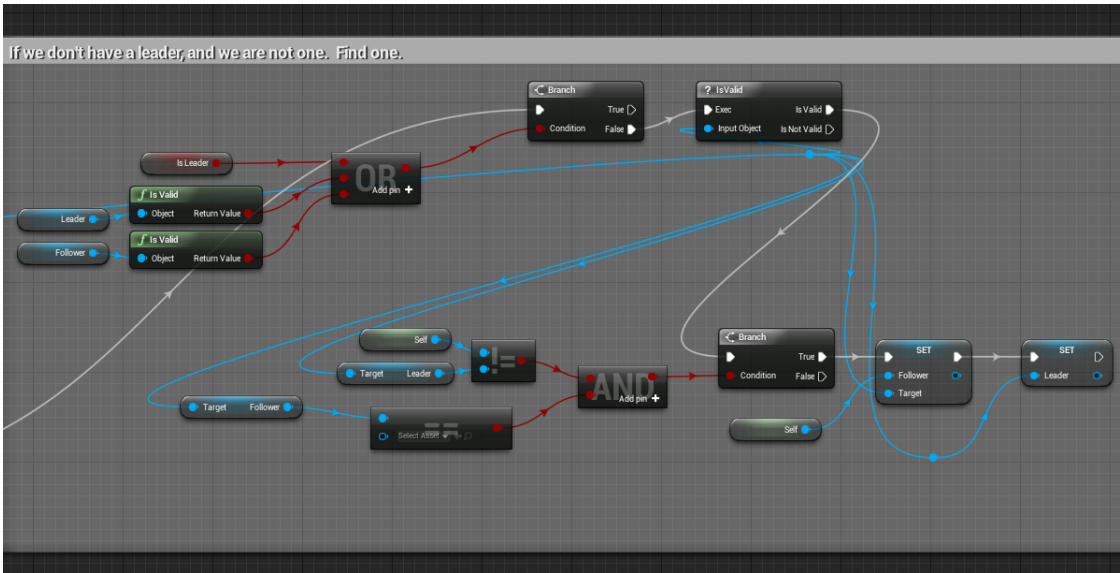 If we don't have a leader, and we are not one.  Find one.
Branch
True
Condition
False
? IsValid
Exec
Is Valid
Input Object
Is Not Valid
Is Leader
OR
Add pin +
f Is Valid
Object
Return Value
Leader
f Is Valid
Object
Return Value
Follower
Self
!=
Target
Leader
AND
Add pin +
Target
Follower
==
Select Asset
Branch
True
Condition
False
SET
Follower
Target
SET
Leader
Self